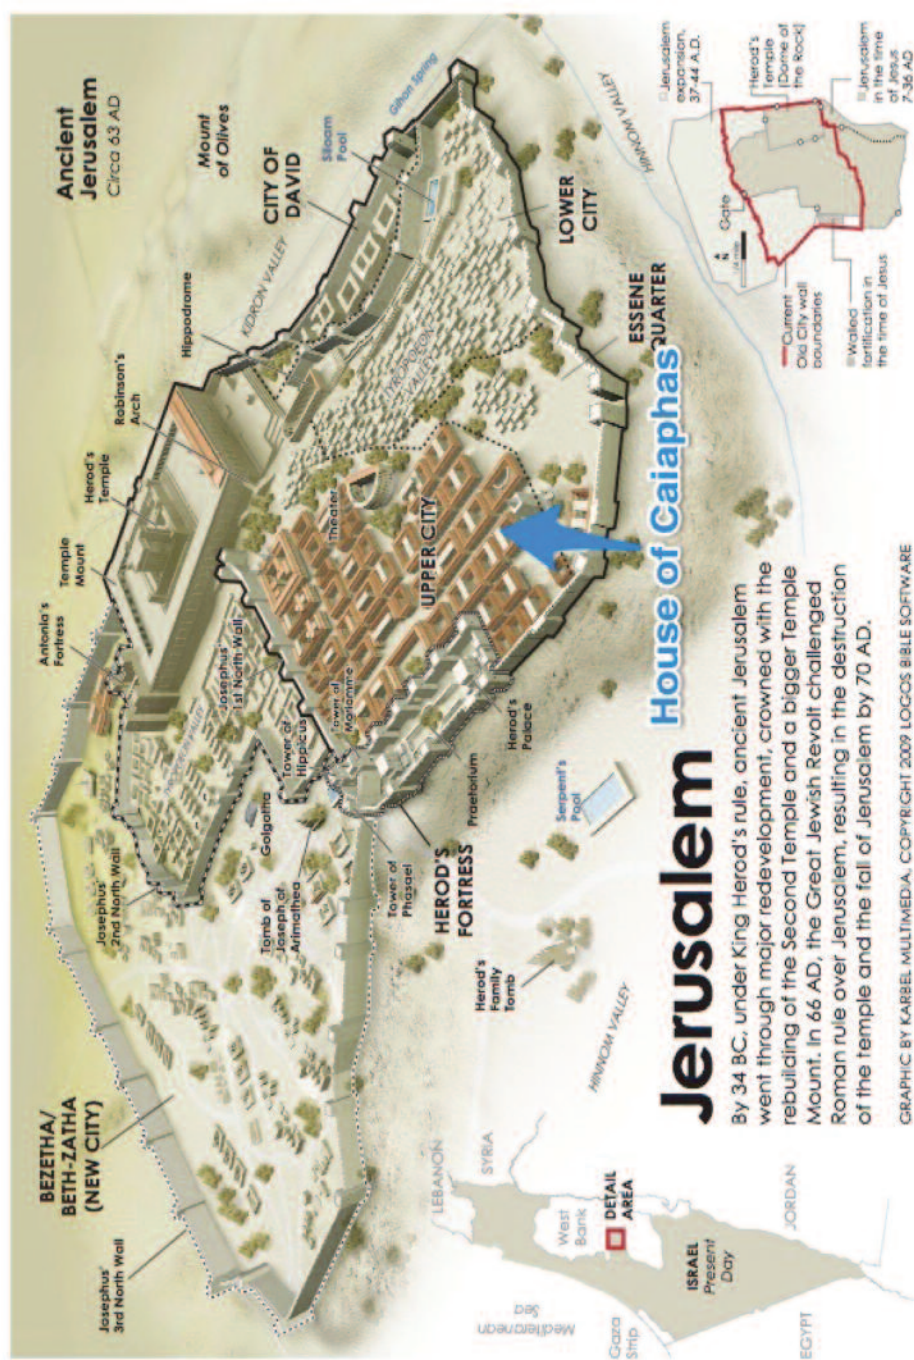 Ancient
Jerusalem
Circa 63 AD
Mount
of Olives
BEZETHA/
BETH-ZATHA
(NEW CITY)
Josephus'
3rd North Wall
Josephus'
2nd North Wall
Antonia's
Fortress
Temple
Mount
Herod's
Temple
Robinson's
Arch
Hippodrome
KIDRON VALLEY
CITY OF
DAVID
Siloam
Pool
Gihon Spring
HINNOM VALLEY
LOWER
CITY
ESSENE
QUARTER
TYROPOEON
VALLEY
Theater
UPPER CITY
Josephus'
1st North Wall
Tower of
Mariamme
Tower of
Hippicus
Golgotha
Tomb of
Joseph of
Arimathea
Tower of
Phasael
HEROD'S
FORTRESS
Praetorium
Herod's
Palace
Serpent's
Pool
Herod's
Family
Tomb
HINNOM VALLEY
House of Caiaphas
Jerusalem
By 34 BC, under King Herod's rule, ancient Jerusalem
went through major redevelopment, crowned with the
rebuilding of the Second Temple and a bigger Temple
Mount. In 66 AD, the Great Jewish Revolt challenged
Roman rule over Jerusalem, resulting in the destruction
of the temple and the fall of Jerusalem by 70 AD.
GRAPHIC BY KARBEL MULTIMEDIA, COPYRIGHT 2009 LOGOS BIBLE SOFTWARE
LEBANON
SYRIA
Mediterranean
Sea
West
Bank
DETAIL
AREA
Gaza
Strip
ISRAEL
Present
Day
JORDAN
EGYPT
Jerusalem
expansion,
37-44 A.D.
Herod's
Temple
(Dome of
the Rock)
Jerusalem
in the time
of Jesus
7-36 AD
Gate
N
1/4 mile
Current
Old City wall
boundaries
Walled
fortification in
the time of Jesus